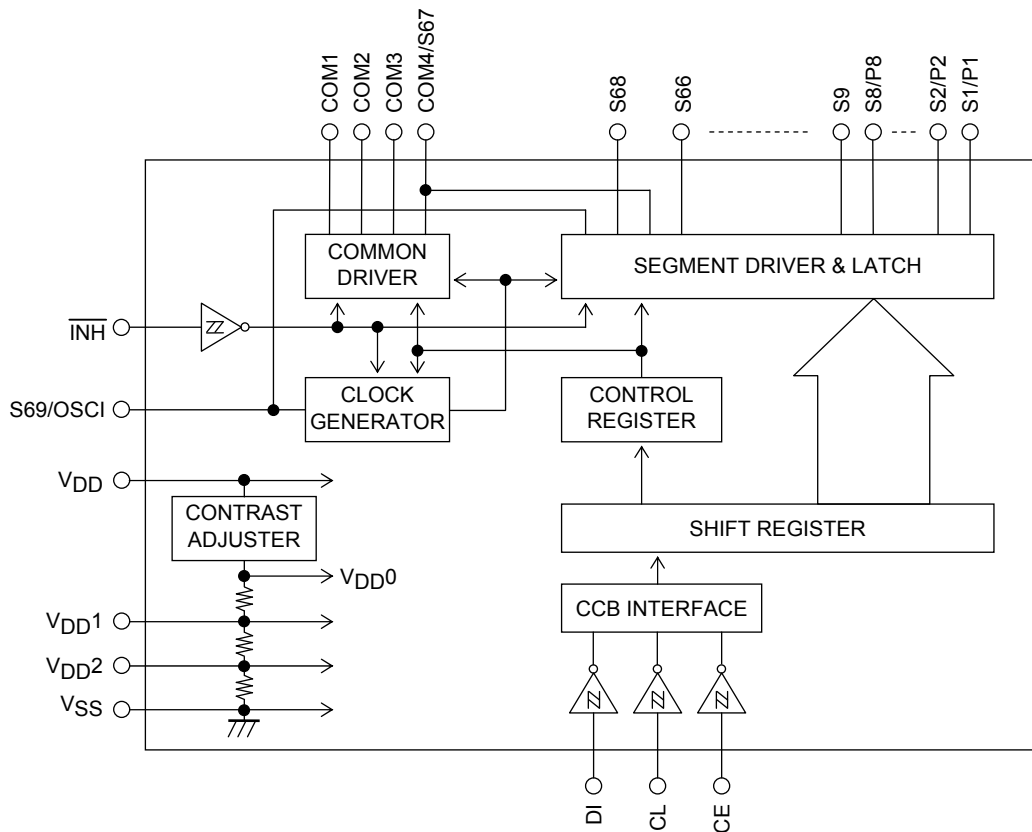 COM1
COM2
COM3
COM4/S67
S68
S66
S9
S8/P8
S2/P2
S1/P1
COMMON
DRIVER
SEGMENT DRIVER & LATCH
INH
S69/OSCI
CLOCK
GENERATOR
CONTROL
REGISTER
VDD
CONTRAST
ADJUSTER
SHIFT REGISTER
VDD0
CCB INTERFACE
VDD1
VDD2
VSS
DI
CL
CE